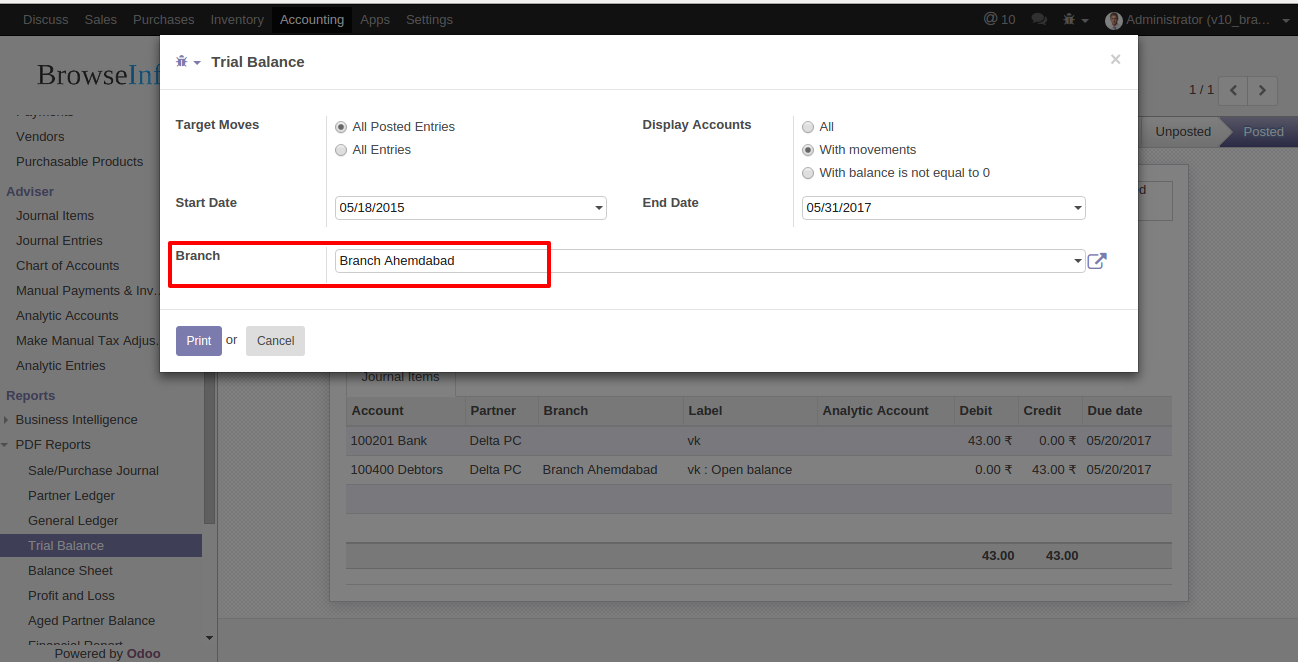 Discuss Sales Purchases Inventory Accounting Apps Settings @ 10 Administrator (v10_bra...
BrowseInf
Trial Balance ×
1 / 1
Payments
Vendors
Purchasable Products
Adviser
Journal Items
Journal Entries
Chart of Accounts
Manual Payments & Inv...
Analytic Accounts
Make Manual Tax Adjus.
Analytic Entries
Reports
Business Intelligence
PDF Reports
Sale/Purchase Journal
Partner Ledger
General Ledger
Trial Balance
Balance Sheet
Profit and Loss
Aged Partner Balance
Financial Report
Powered by Odoo
Unposted Posted
Target Moves
All Posted Entries
All Entries
Display Accounts
All
With movements
With balance is not equal to 0
Start Date 05/18/2015 End Date 05/31/2017
Branch Branch Ahemdabad
Print or Cancel
Journal Items
Account Partner Branch Label Analytic Account Debit Credit Due date
100201 Bank Delta PC vk 43.00 ₹ 0.00 ₹ 05/20/2017
100400 Debtors Delta PC Branch Ahemdabad vk : Open balance 0.00 ₹ 43.00 ₹ 05/20/2017
43.00 43.00